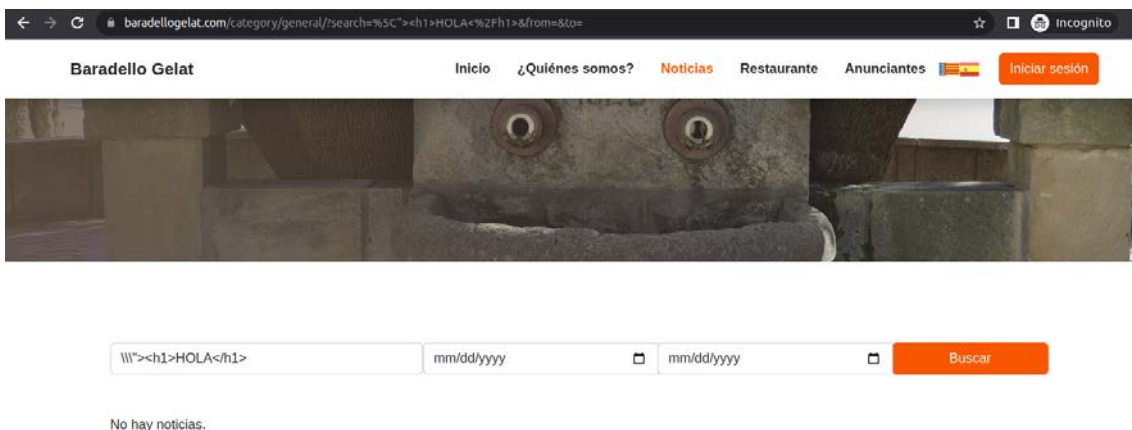 baradellogelat.com/category/general/?search=%5C"><h1>HOLA<%2Fh1>&from=&to=
Incognito
Baradello Gelat
Inicio
¿Quiénes somos?
Noticias
Restaurante
Anunciantes
Iniciar sesión
\\\"><h1>HOLA</h1>
mm/dd/yyyy
mm/dd/yyyy
Buscar
No hay noticias.